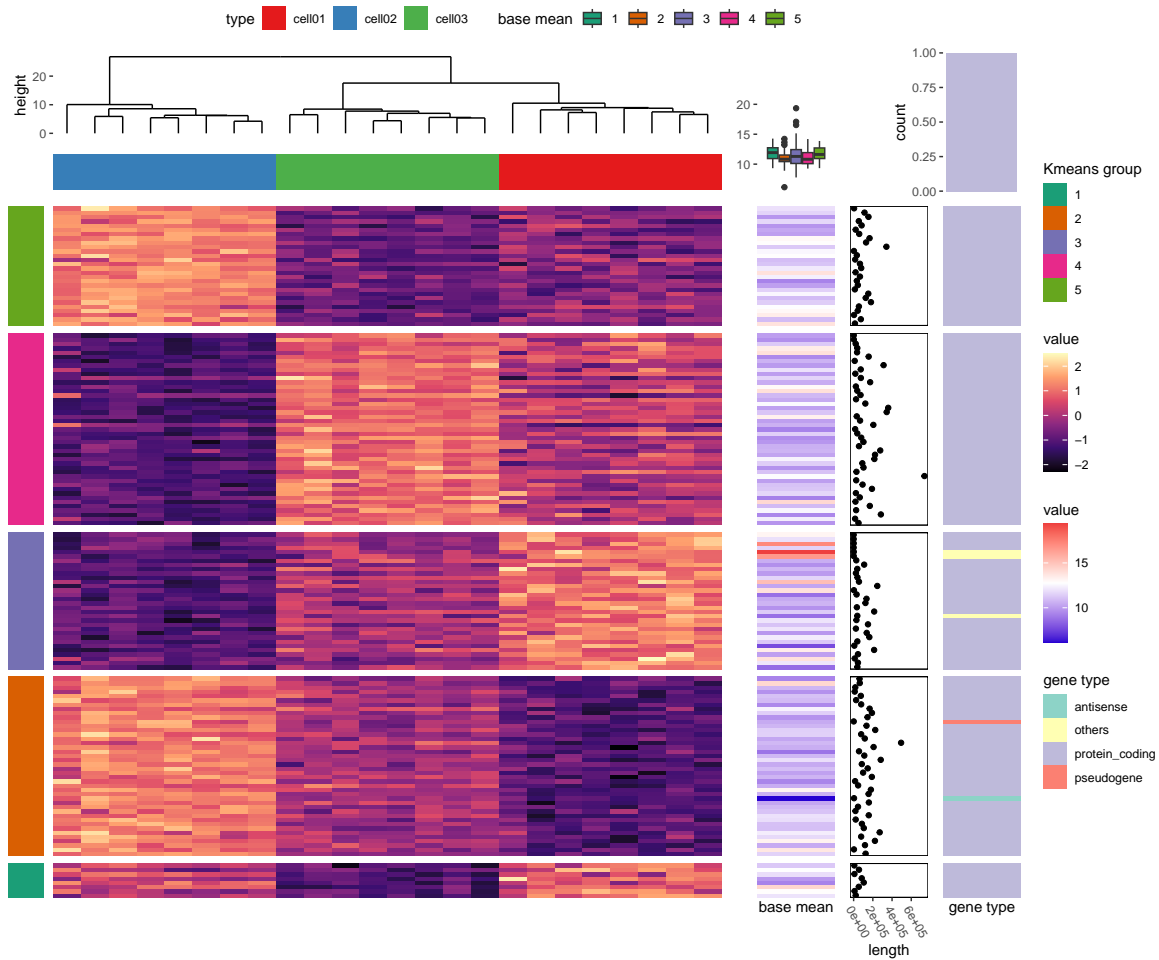 type cell01 cell02 cell03 base mean 1 2 3 4 5
height
20
10
0
20
15
10
count
1.00
0.75
0.50
0.25
0.00
Kmeans group
1
2
3
4
5
value
2
1
0
−1
−2
value
15
10
gene type
antisense
others
protein_coding
pseudogene
base mean
0e+00
2e+05
4e+05
6e+05
length
gene type